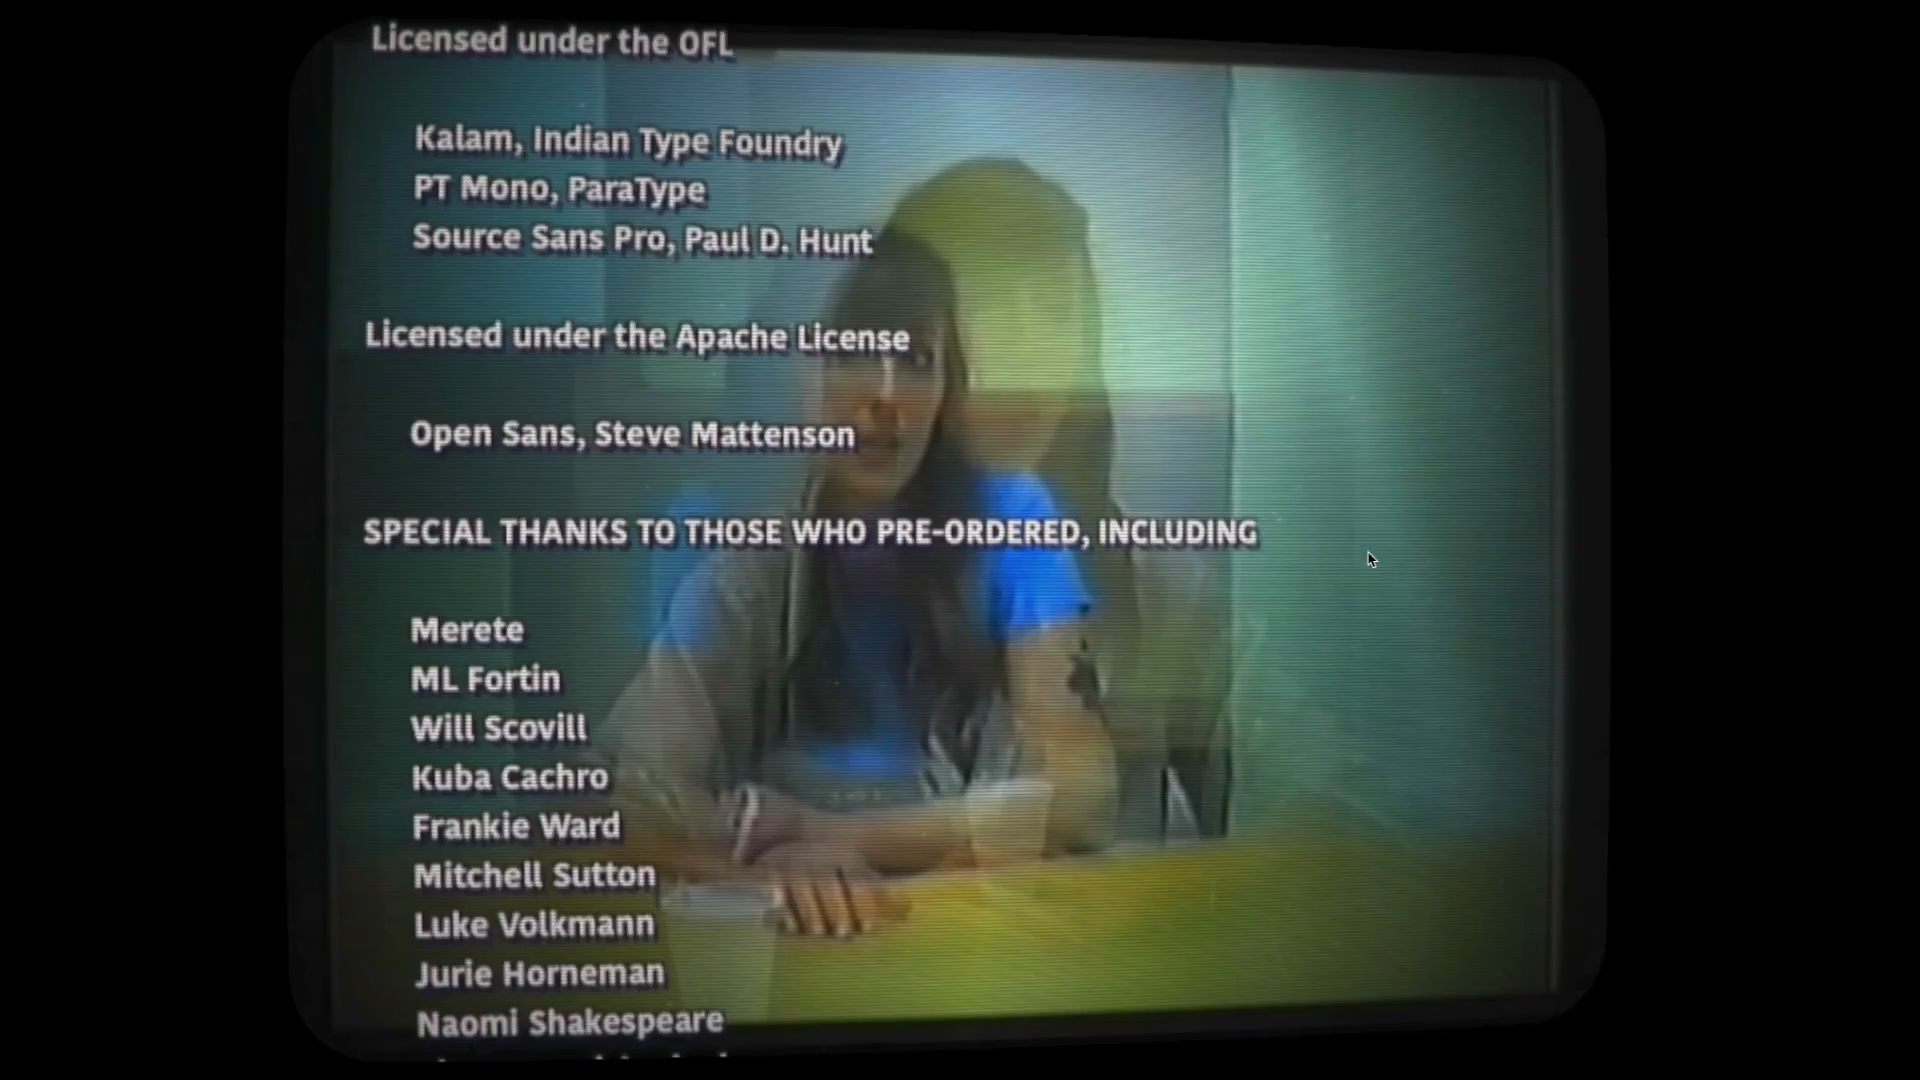 Licensed under the OFL
Kalam, Indian Type Foundry
PT Mono, ParaType
Source Sans Pro, Paul D. Hunt
Licensed under the Apache License
Open Sans, Steve Mattenson
SPECIAL THANKS TO THOSE WHO PRE-ORDERED, INCLUDING
Merete
ML Fortin
Will Scovill
Kuba Cachro
Frankie Ward
Mitchell Sutton
Luke Volkmann
Jurie Horneman
Naomi Shakespeare